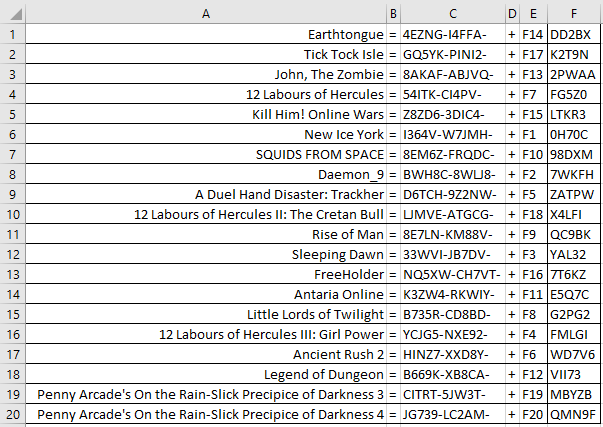 A B C D E F
1 Earthtongue = 4EZNG-I4FFA- + F14 DD2BX
2 Tick Tock Isle = GQ5YK-PINI2- + F17 K2T9N
3 John, The Zombie = 8AKAF-ABJVQ- + F13 2PWAA
4 12 Labours of Hercules = 54ITK-CI4PV- + F7 FG5Z0
5 Kill Him! Online Wars = Z8ZD6-3DIC4- + F15 LTKR3
6 New Ice York = I364V-W7JMH- + F1 0H70C
7 SQUIDS FROM SPACE = 8EM6Z-FRQDC- + F10 98DXM
8 Daemon_9 = BWH8C-8WLJ8- + F2 7WKFH
9 A Duel Hand Disaster: Trackher = D6TCH-9Z2NW- + F5 ZATPW
10 12 Labours of Hercules II: The Cretan Bull = LJMVE-ATGCG- + F18 X4LFI
11 Rise of Man = 8E7LN-KM88V- + F9 QC9BK
12 Sleeping Dawn = 33WVI-JB7DV- + F3 YAL32
13 FreeHolder = NQ5XW-CH7VT- + F16 7T6KZ
14 Antaria Online = K3ZW4-RKWIY- + F11 E5Q7C
15 Little Lords of Twilight = B735R-CD8BD- + F8 G2PG2
16 12 Labours of Hercules III: Girl Power = YCJG5-NXE92- + F4 FMLGI
17 Ancient Rush 2 = HINZ7-XXD8Y- + F6 WD7V6
18 Legend of Dungeon = B669K-XB8CA- + F12 VII73
19 Penny Arcade's On the Rain-Slick Precipice of Darkness 3 = CITRT-5JW3T- + F19 MBYZB
20 Penny Arcade's On the Rain-Slick Precipice of Darkness 4 = JG739-LC2AM- + F20 QMN9F